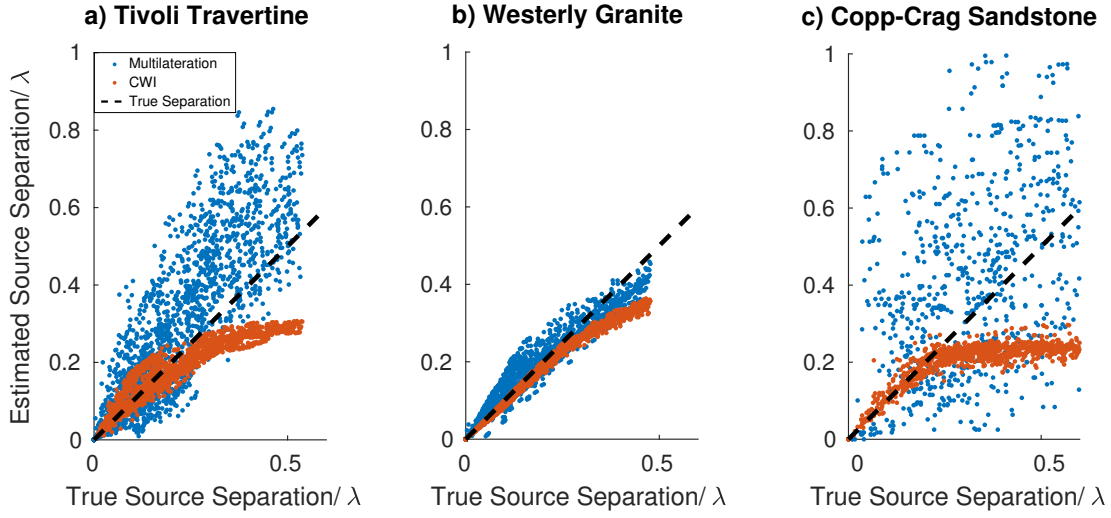 a) Tivoli Travertine
b) Westerly Granite
c) Copp-Crag Sandstone
Estimated Source Separation/ λ
1
0.8
0.6
0.4
0.2
0
Multilateration
CWI
True Separation
0
0.5
True Source Separation/ λ
1
0.8
0.6
0.4
0.2
0
0
0.5
True Source Separation/ λ
1
0.8
0.6
0.4
0.2
0
0
0.5
True Source Separation/ λ